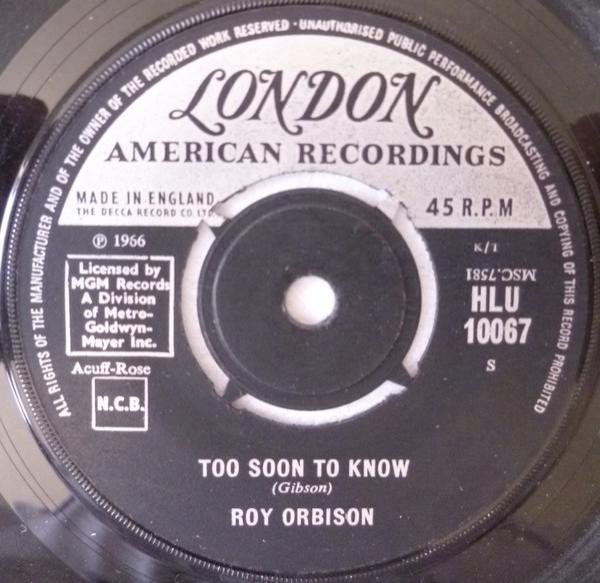 ALL RIGHTS OF THE MANUFACTURER AND OF THE OWNER OF THE RECORDED WORK RESERVED · UNAUTHORISED PUBLIC PERFORMANCE BROADCASTING AND COPYING OF THIS RECORD PROHIBITED
LONDON
AMERICAN RECORDINGS
MADE IN ENGLAND
THE DECCA RECORD CO. LTD.
45 R.P.M
℗ 1966
L/X
MSC.7581
Licensed by
MGM Records
A Division
of Metro-
Goldwyn-
Mayer Inc.
HLU
10067
S
Acuff-Rose
N.C.B.
TOO SOON TO KNOW
(Gibson)
ROY ORBISON